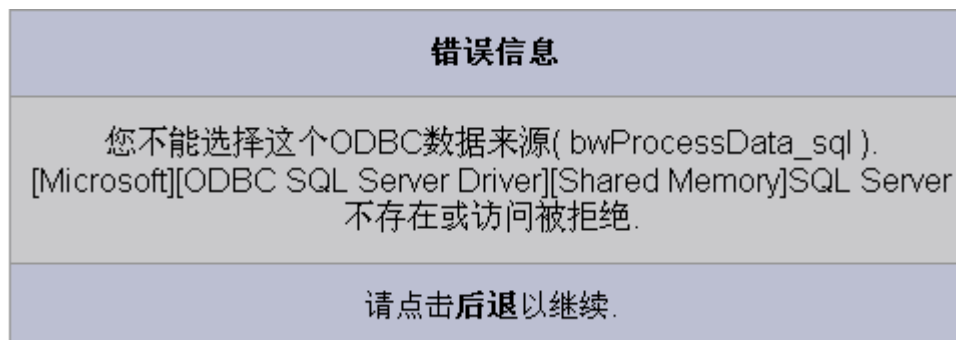 错误信息
您不能选择这个ODBC数据来源( bwProcessData_sql ).
[Microsoft][ODBC SQL Server Driver][Shared Memory]SQL Server
不存在或访问被拒绝.
请点击后退以继续.